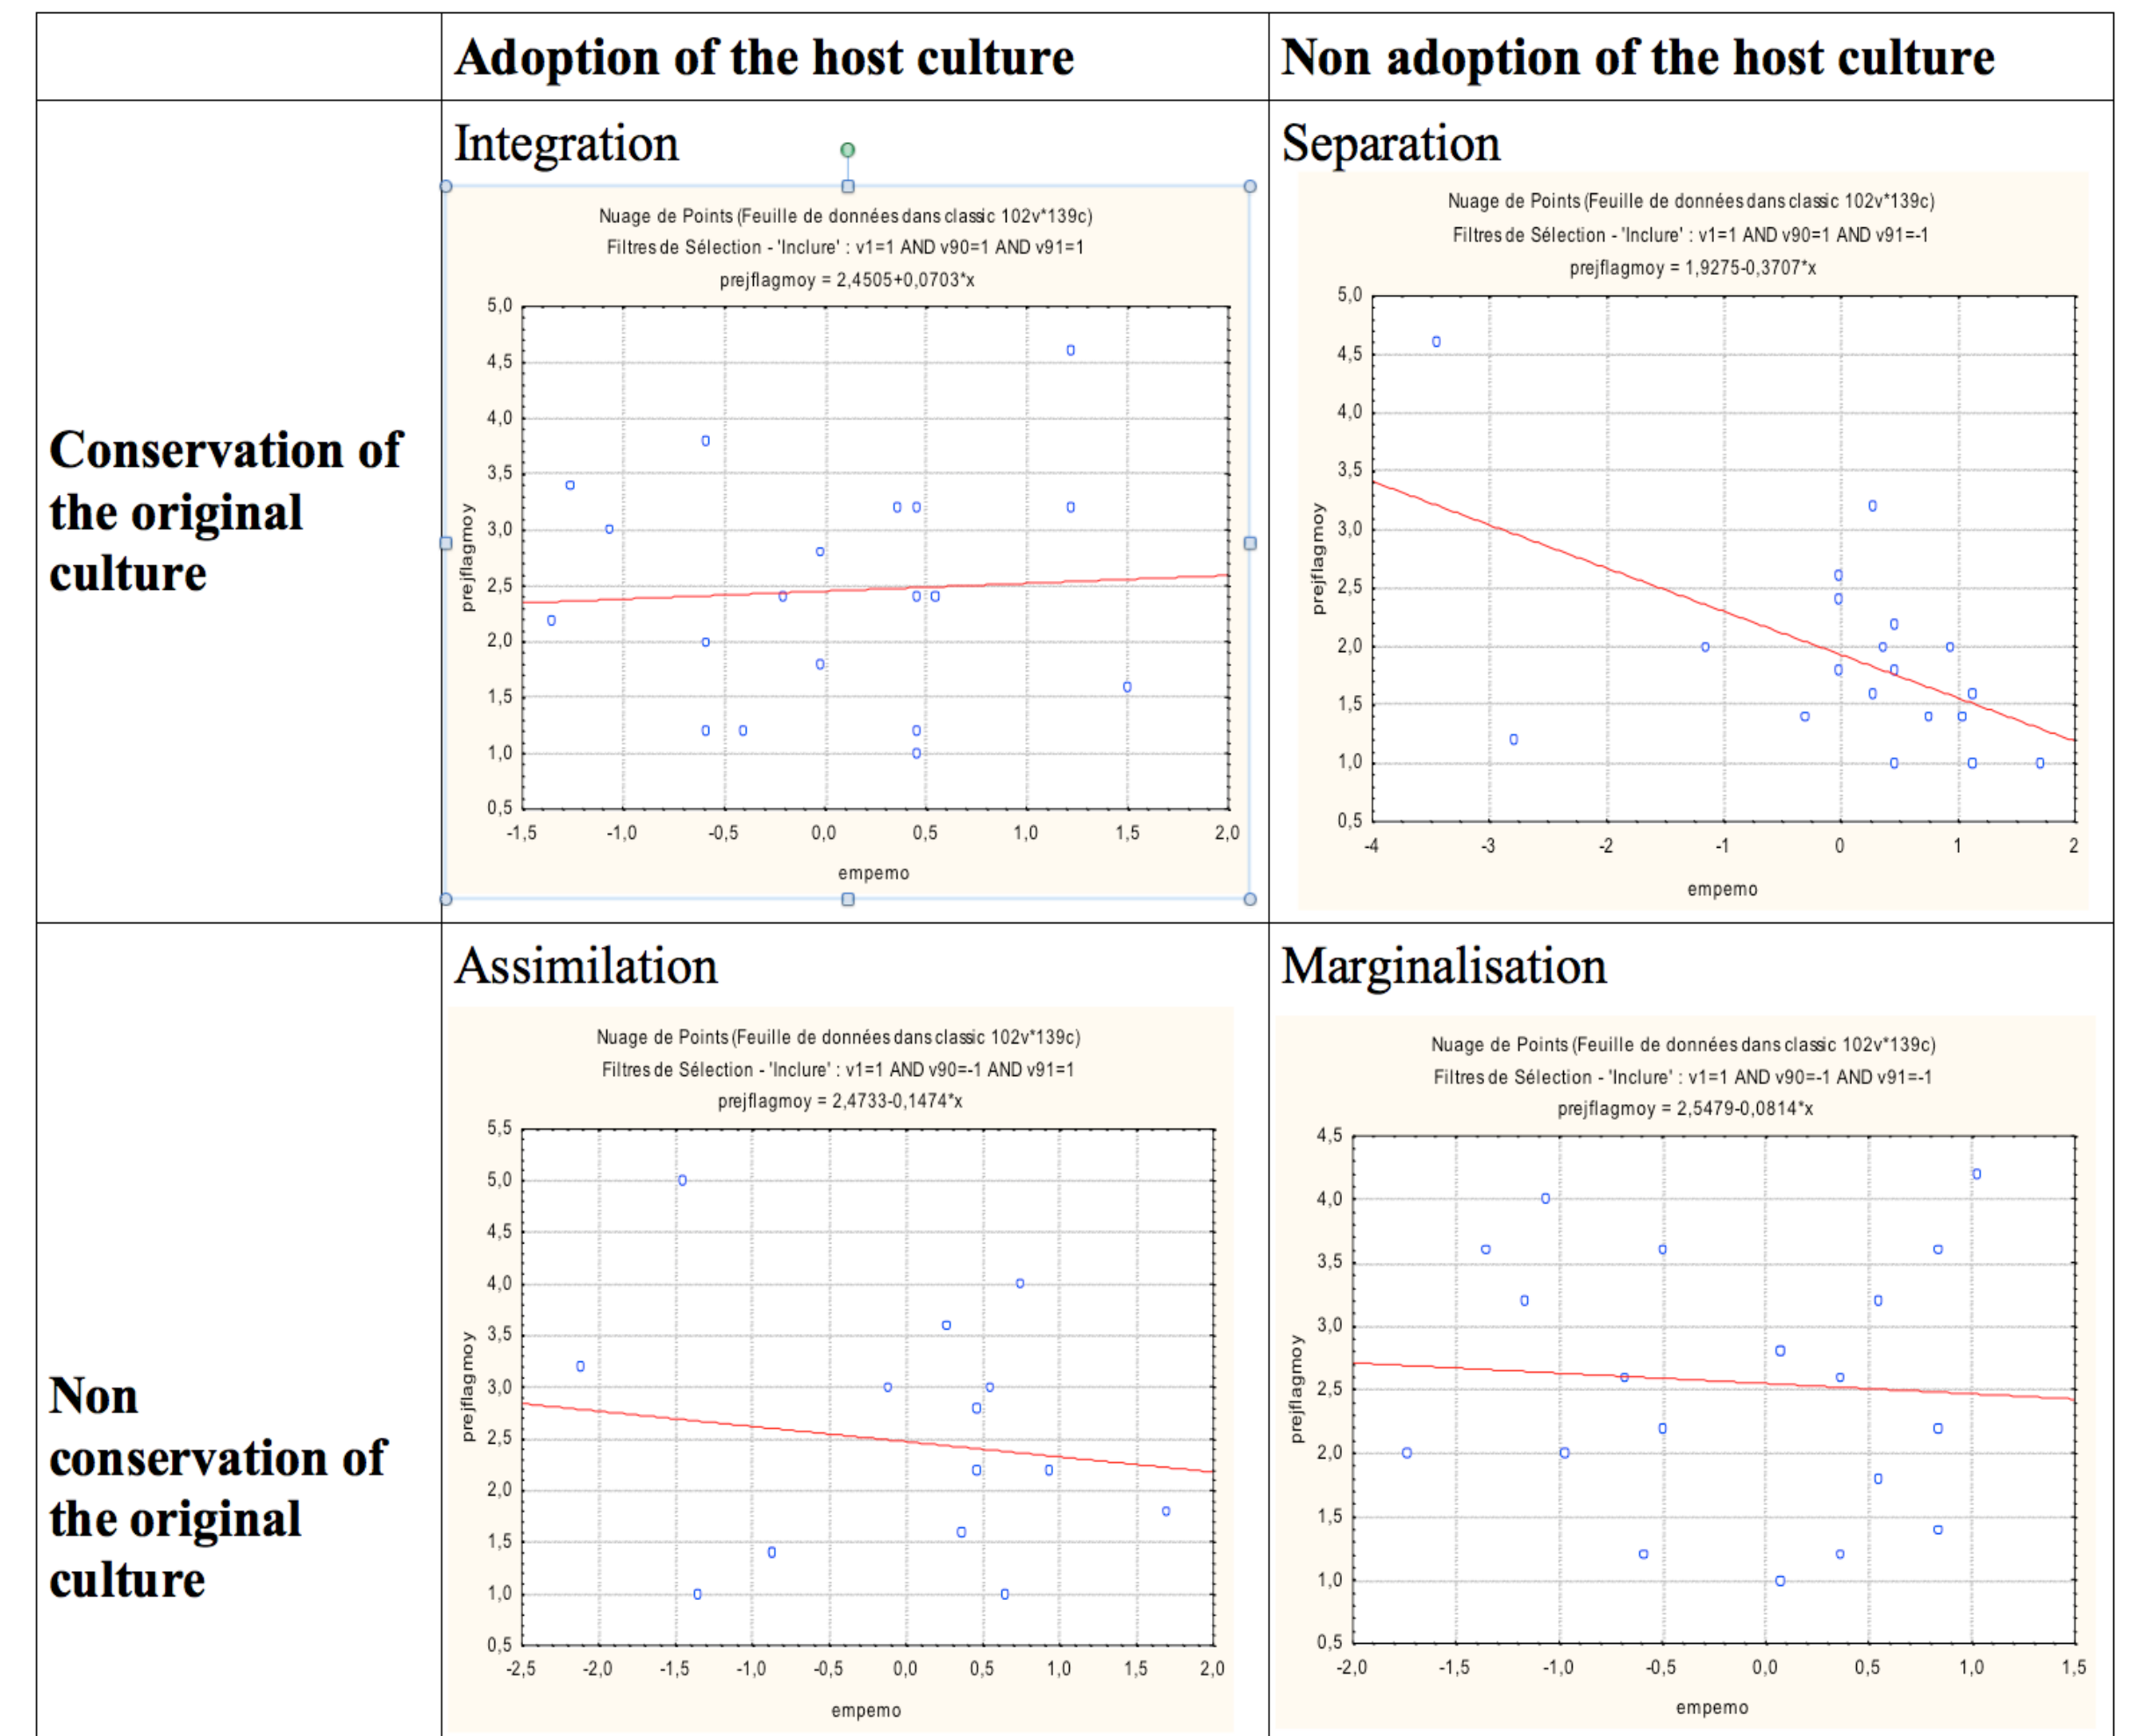 Adoption of the host culture
Non adoption of the host culture
Conservation of
the original
culture
Integration
Nuage de Points (Feuille de données dans classic 102v*139c)
Filtres de Sélection - 'Inclure' : v1=1 AND v90=1 AND v91=1
prejflagmoy = 2,4505+0,0703*x
5,0
4,5
4,0
3,5
3,0
2,5
2,0
1,5
1,0
0,5
prejflagmoy
-1,5 -1,0 -0,5 0,0 0,5 1,0 1,5 2,0
empemo
Separation
Nuage de Points (Feuille de données dans classic 102v*139c)
Filtres de Sélection - 'Inclure' : v1=1 AND v90=1 AND v91=-1
prejflagmoy = 1,9275-0,3707*x
5,0
4,5
4,0
3,5
3,0
2,5
2,0
1,5
1,0
0,5
prejflagmoy
-4 -3 -2 -1 0 1 2
empemo
Non
conservation of
the original
culture
Assimilation
Nuage de Points (Feuille de données dans classic 102v*139c)
Filtres de Sélection - 'Inclure' : v1=1 AND v90=-1 AND v91=1
prejflagmoy = 2,4733-0,1474*x
5,5
5,0
4,5
4,0
3,5
3,0
2,5
2,0
1,5
1,0
0,5
prejflagmoy
-2,5 -2,0 -1,5 -1,0 -0,5 0,0 0,5 1,0 1,5 2,0
empemo
Marginalisation
Nuage de Points (Feuille de données dans classic 102v*139c)
Filtres de Sélection - 'Inclure' : v1=1 AND v90=-1 AND v91=-1
prejflagmoy = 2,5479-0,0814*x
4,5
4,0
3,5
3,0
2,5
2,0
1,5
1,0
0,5
prejflagmoy
-2,0 -1,5 -1,0 -0,5 0,0 0,5 1,0 1,5
empemo